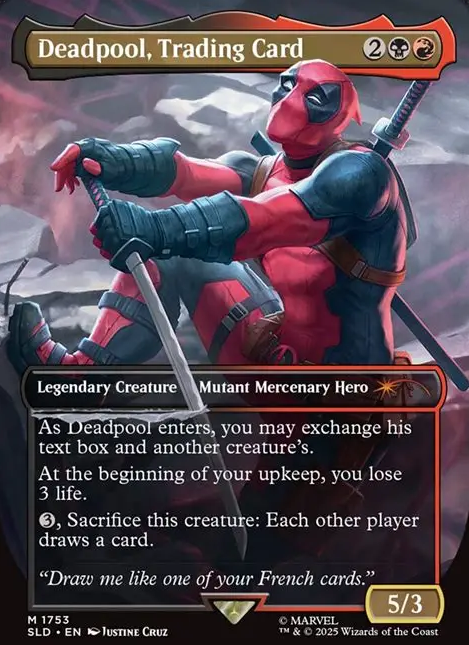 Deadpool, Trading Card 2
Legendary Creature Mutant Mercenary Hero
As Deadpool enters, you may exchange his
text box and another creature's.
At the beginning of your upkeep, you lose
3 life.
3, Sacrifice this creature: Each other player
draws a card.
"Draw me like one of your French cards."
5/3
M 1753
SLD • EN Justine Cruz
© MARVEL
™ & © 2025 Wizards of the Coast